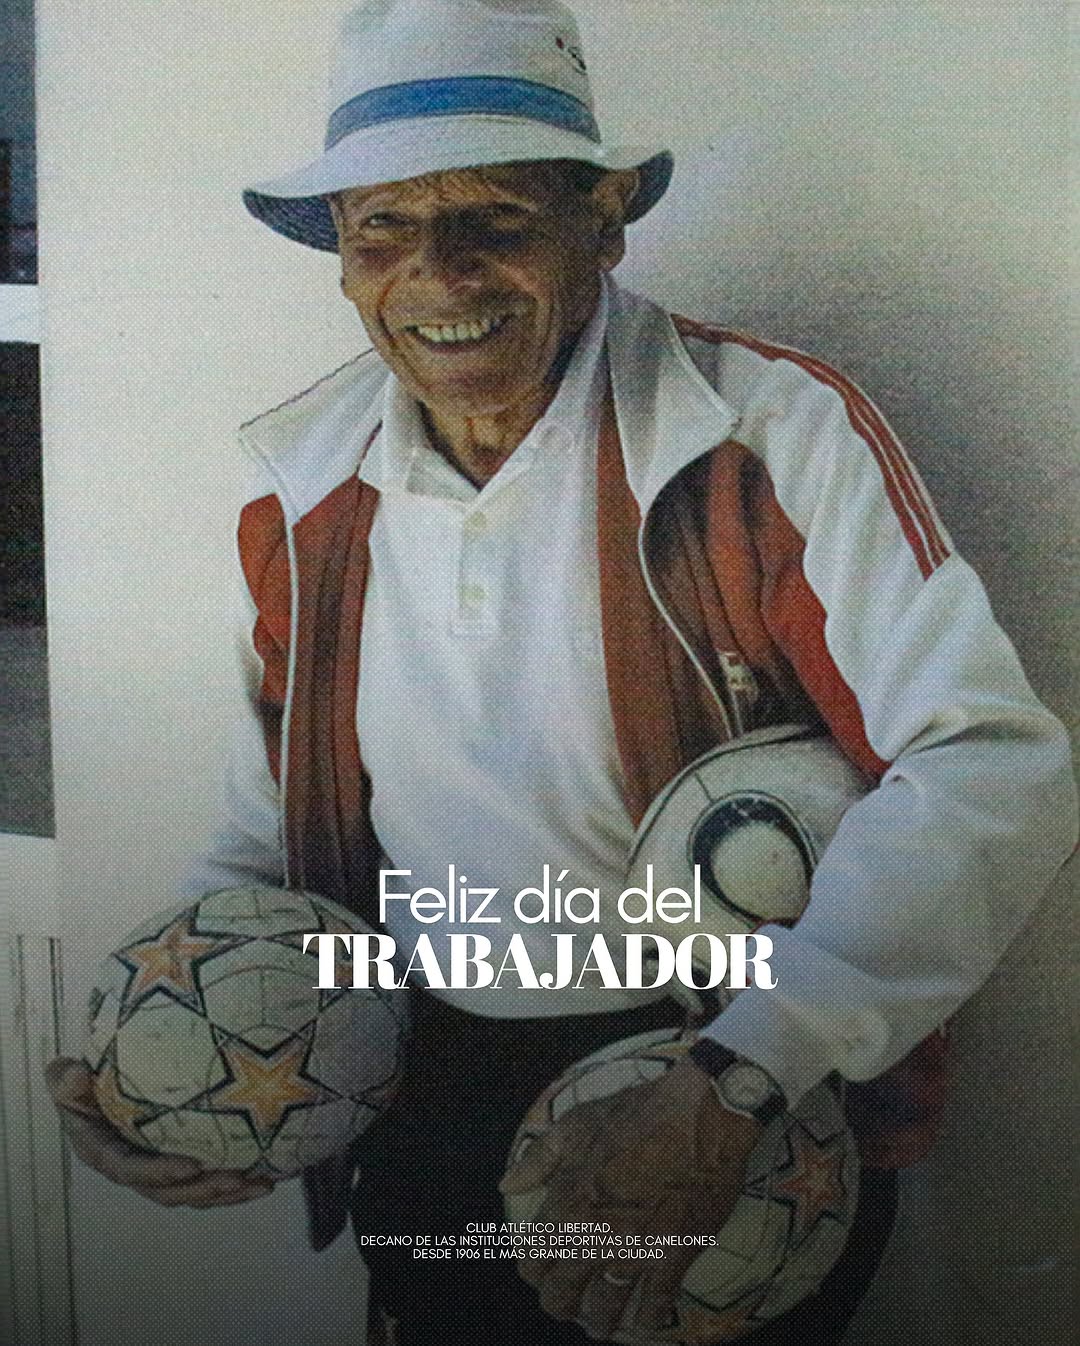 Feliz día del
TRABAJADOR
CLUB ATLÉTICO LIBERTAD.
DECANO DE LAS INSTITUCIONES DEPORTIVAS DE CANELONES.
DESDE 1906 EL MÁS GRANDE DE LA CIUDAD.